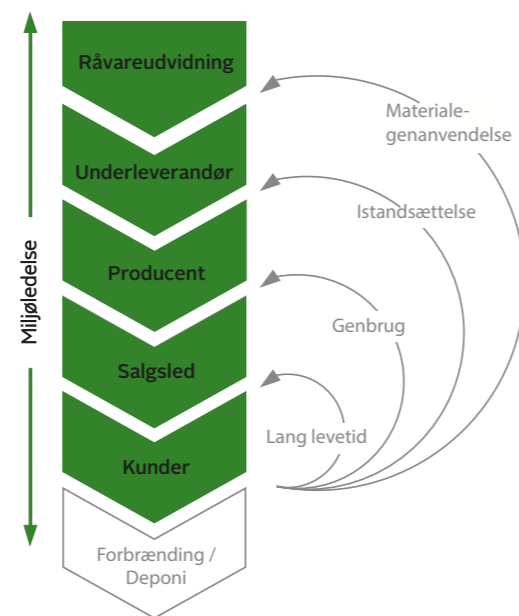 Råvareudvidning
Underleverandør
Producent
Salgsled
Kunder
Forbrænding /
Deponi
Miljøledelse
Materiale-
genanvendelse
Istandsættelse
Genbrug
Lang levetid